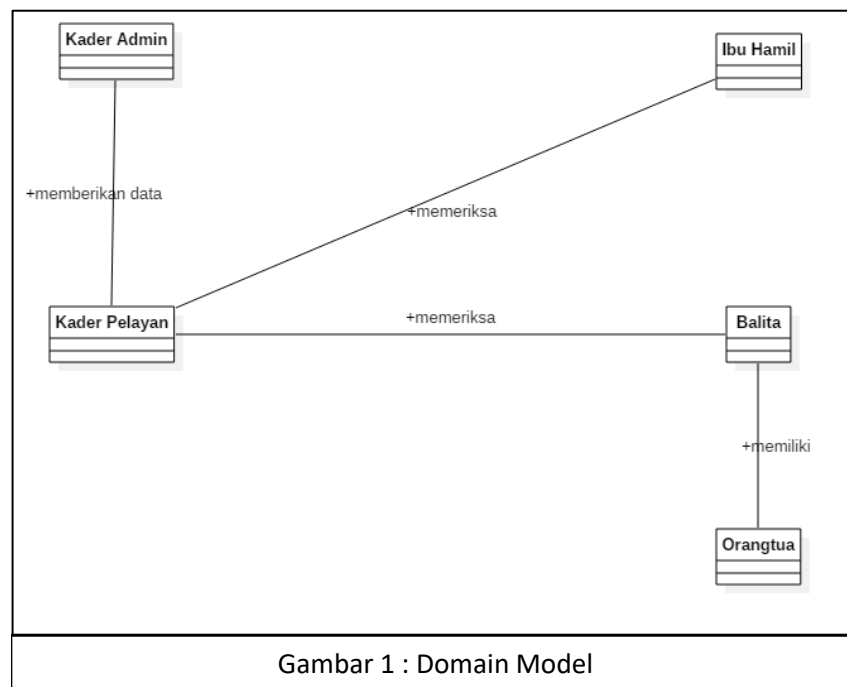 Kader Admin
Ibu Hamil
+memberikan data
+memeriksa
Kader Pelayan
+memeriksa
Balita
+memiliki
Orangtua
Gambar 1 : Domain Model